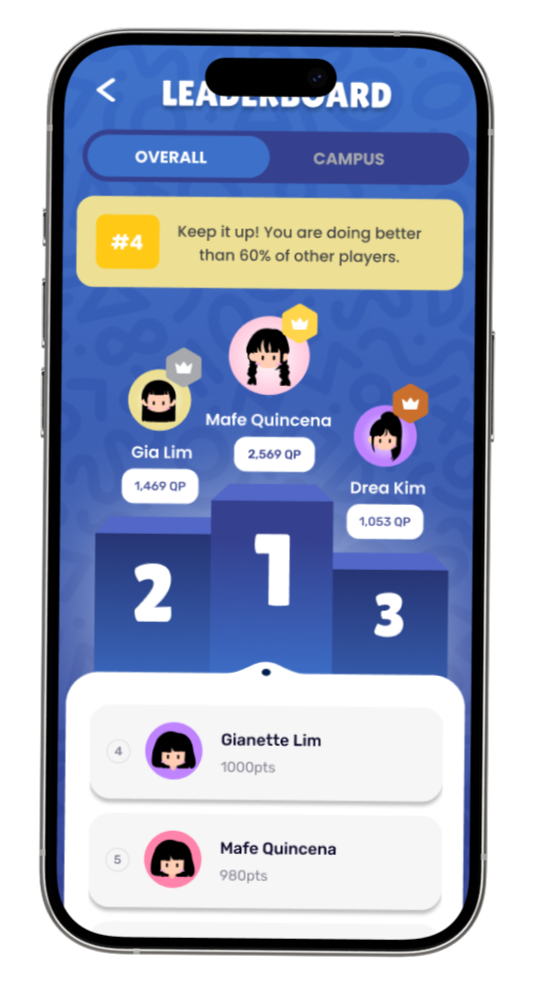 LEADERBOARD
OVERALL
CAMPUS
#4
Keep it up! You are doing better
than 60% of other players.
Mafe Quincena
2,569 QP
Gia Lim
1,469 QP
Drea Kim
1,053 QP
1
2
3
4
Gianette Lim
1000pts
5
Mafe Quincena
980pts